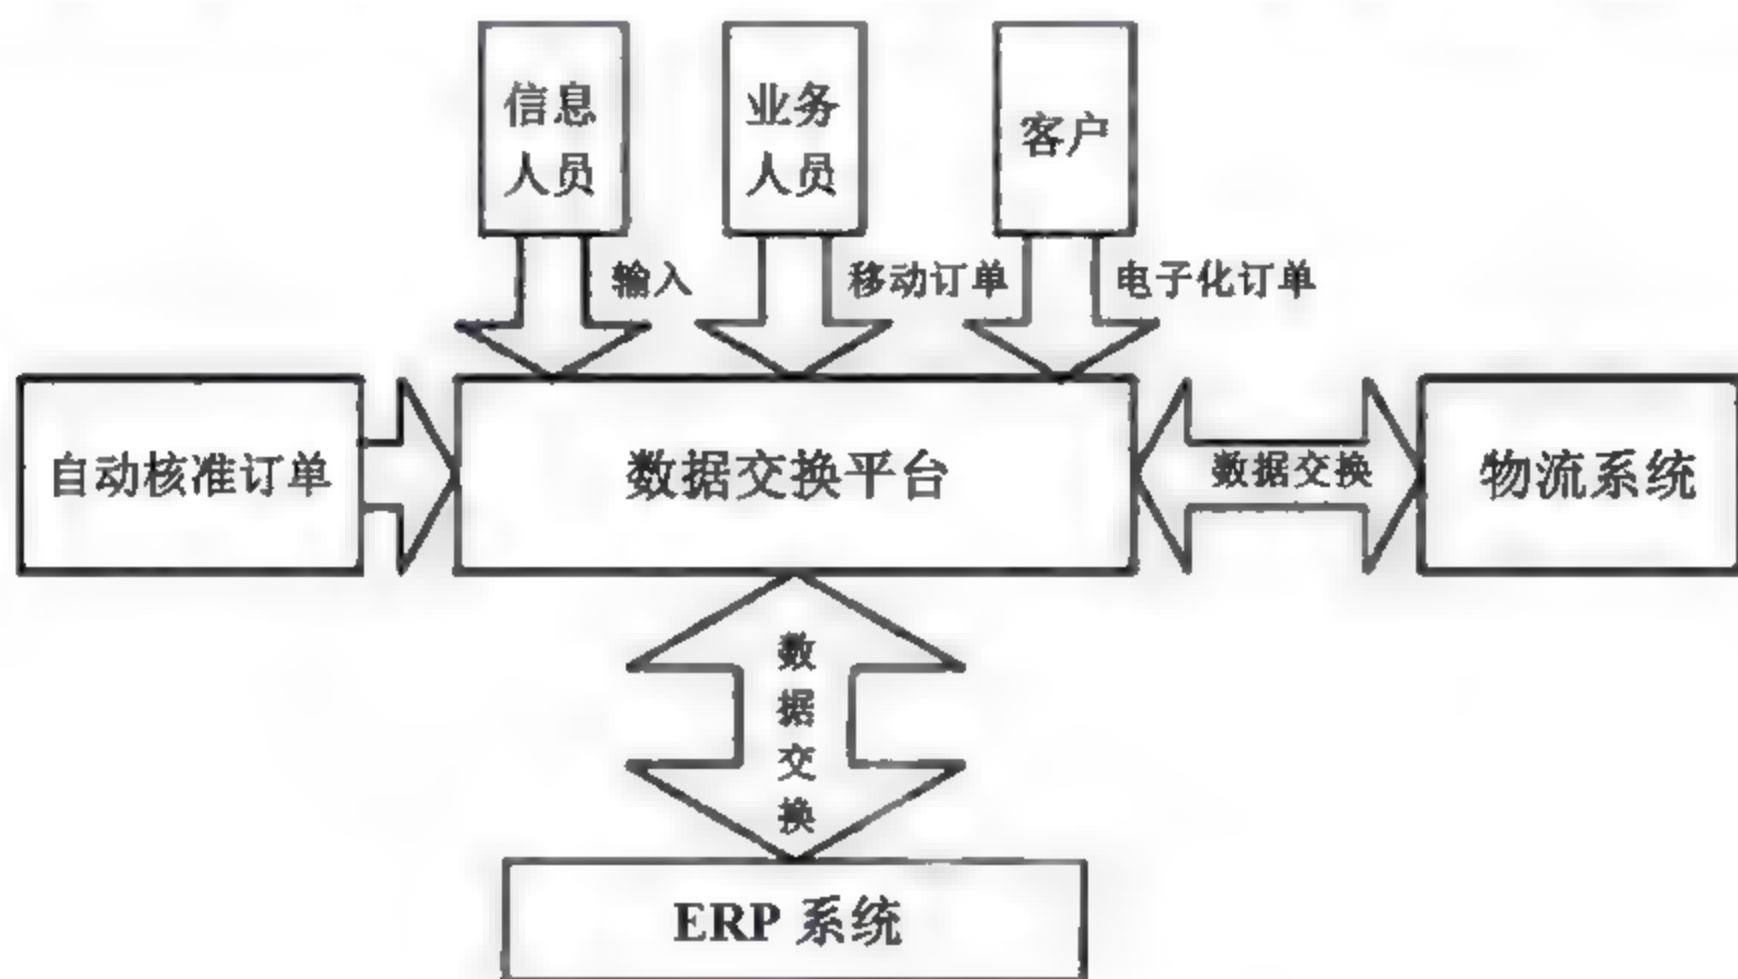 信息
人员
业务
人员
客户
输入
移动订单
电子化订单
自动核准订单
数据交换平台
数据交换
物流系统
数
据
交
换
ERP 系统